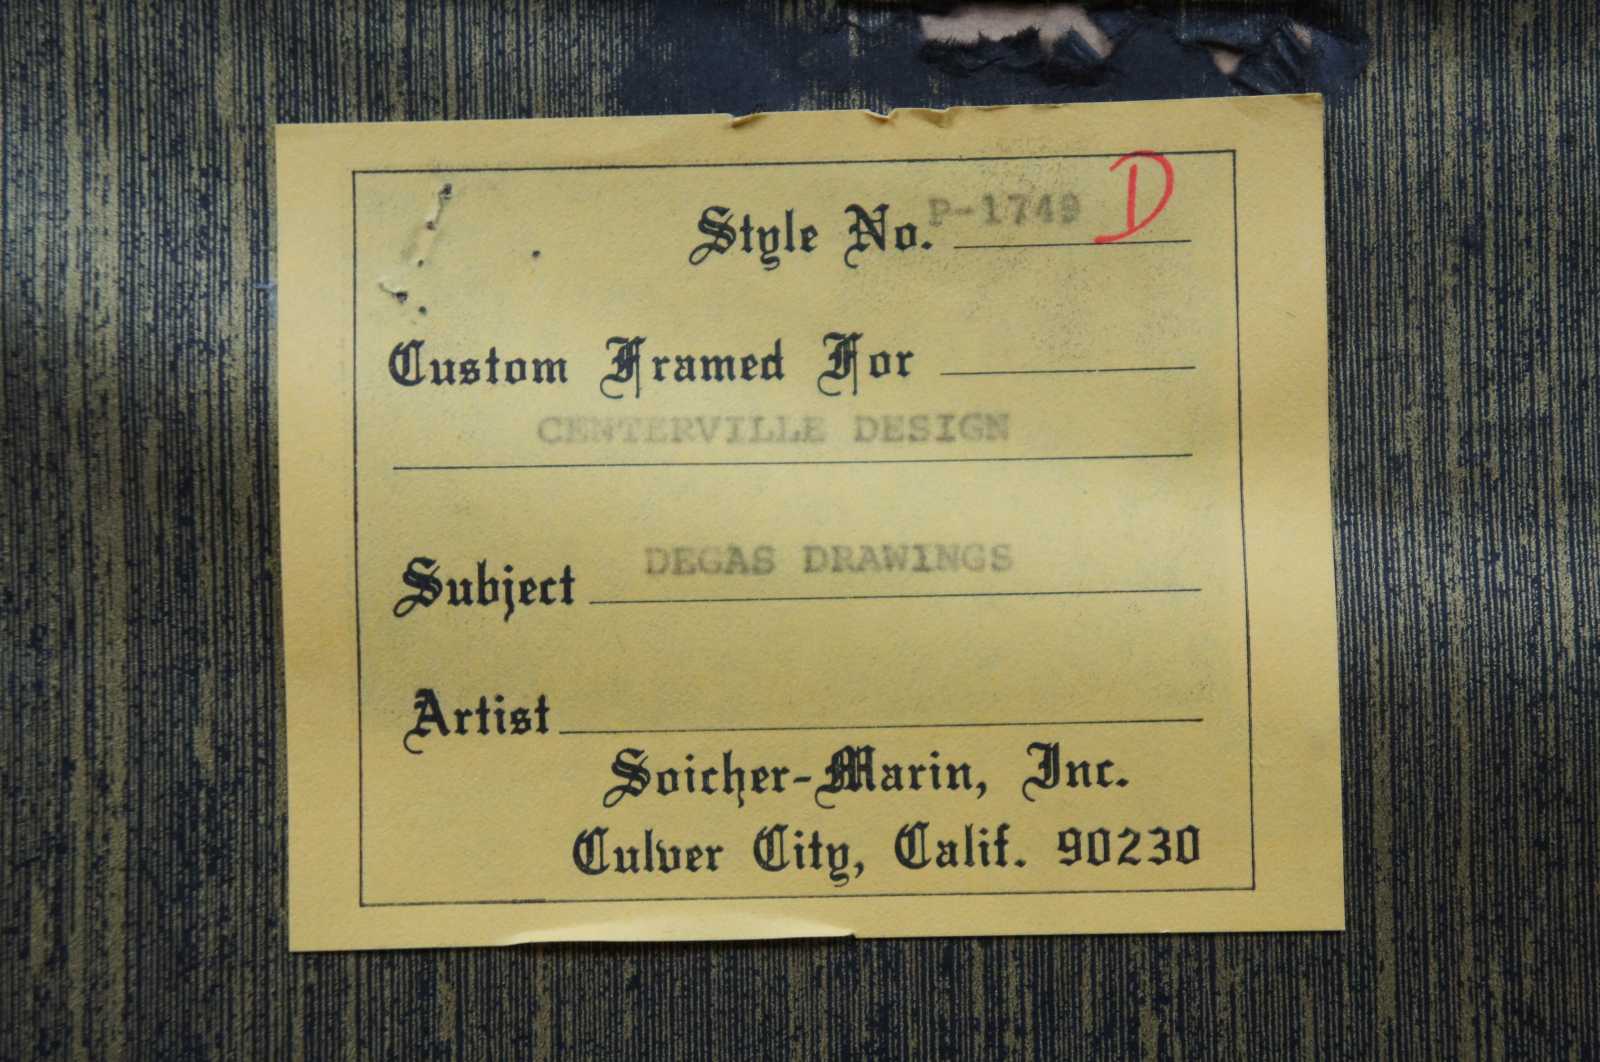 Style No. P-1749 D
Custom Framed For
CENTERVILLE DESIGN
Subject DEGAS DRAWINGS
Artist
Soicher-Marin, Inc.
Culver City, Calif. 90230